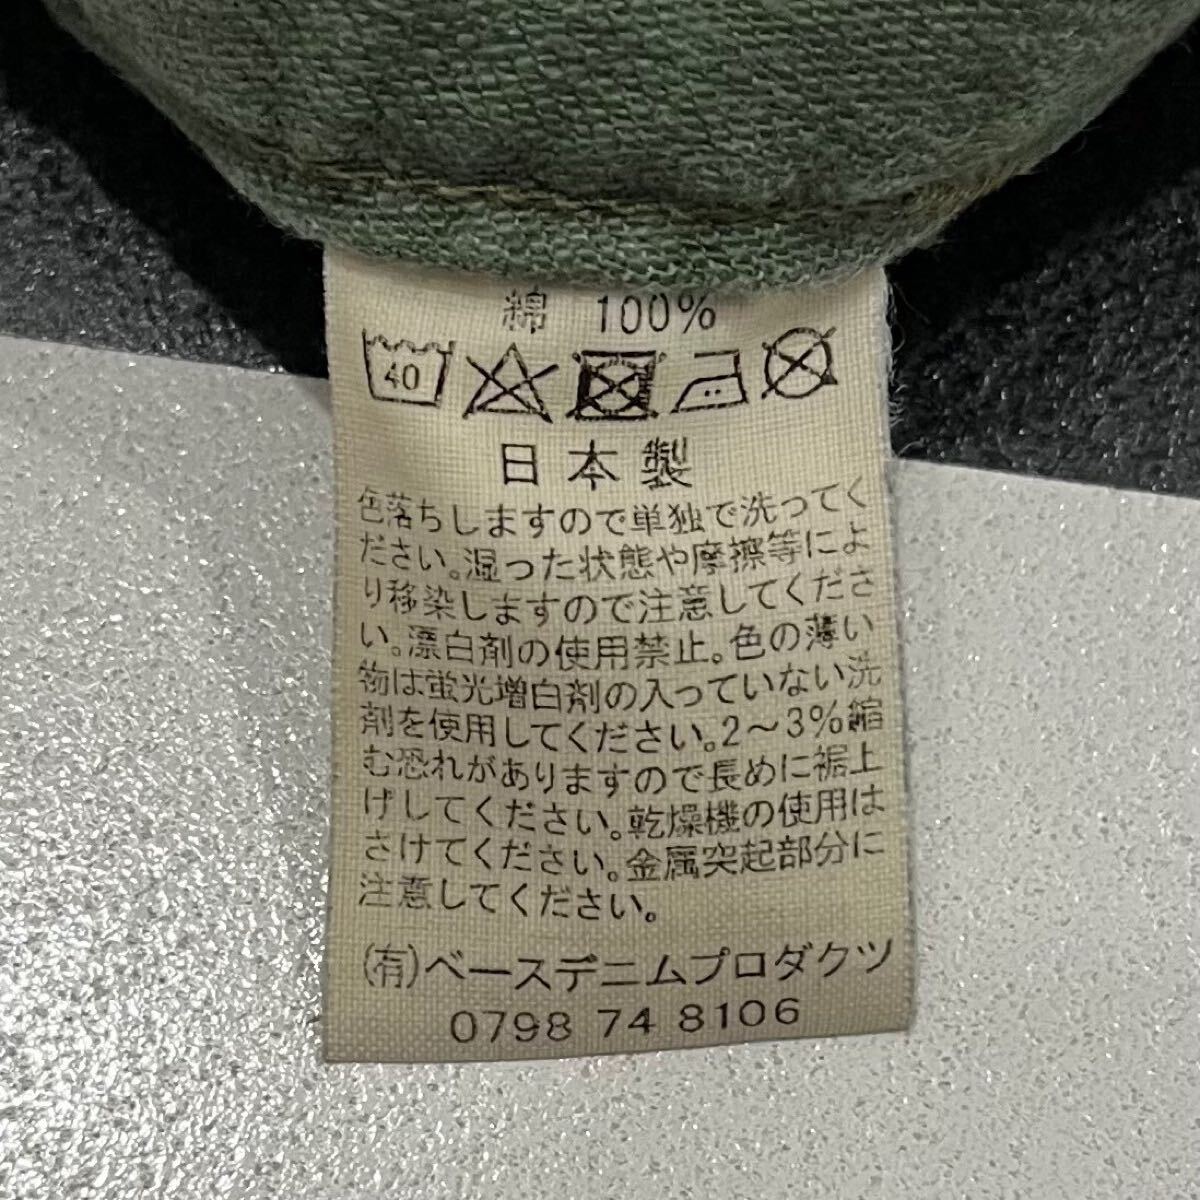 綿 100%
40
日本製
色落ちしますので単独で洗ってく
ださい。湿った状態や摩擦等によ
り移染しますので注意してくださ
い。漂白剤の使用禁止。色の薄い
物は蛍光増白剤の入っていない洗
剤を使用してください。2～3%縮
む恐れがありますので長めに裾上
げしてください。乾燥機の使用は
さけてください。金属突起部分に
注意してください。
(有)ベースデニムプロダクツ
0798 74 8106